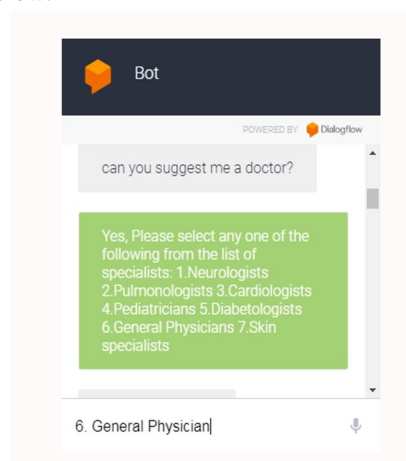 Bot
POWERED BY Dialogflow
can you suggest me a doctor?
Yes, Please select any one of the
following from the list of
specialists: 1.Neurologists
2.Pulmonologists 3.Cardiologists
4.Pediatricians 5.Diabetologists
6.General Physicians 7.Skin
specialists
6. General Physician